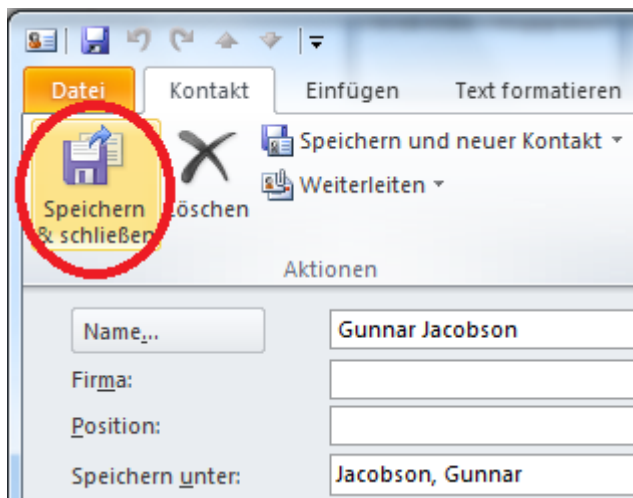 Datei Kontakt Einfügen Text formatieren
Speichern und neuer Kontakt
Weiterleiten
Speichern
& schließen
Löschen
Aktionen
Name... Gunnar Jacobson
Firma:
Position:
Speichern unter: Jacobson, Gunnar